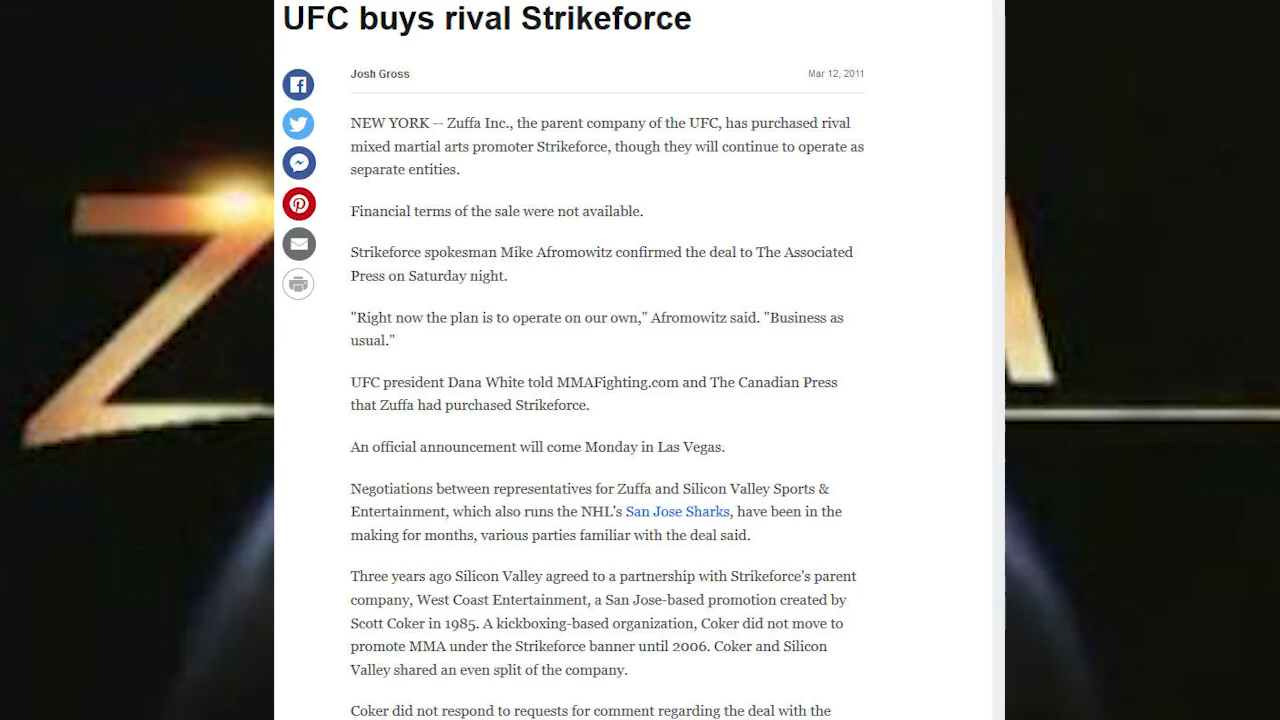 UFC buys rival Strikeforce
Josh Gross
Mar 12, 2011
NEW YORK -- Zuffa Inc., the parent company of the UFC, has purchased rival
mixed martial arts promoter Strikeforce, though they will continue to operate as
separate entities.
Financial terms of the sale were not available.
Strikeforce spokesman Mike Afromowitz confirmed the deal to The Associated
Press on Saturday night.
"Right now the plan is to operate on our own," Afromowitz said. "Business as
usual."
UFC president Dana White told MMAFighting.com and The Canadian Press
that Zuffa had purchased Strikeforce.
An official announcement will come Monday in Las Vegas.
Negotiations between representatives for Zuffa and Silicon Valley Sports &
Entertainment, which also runs the NHL's San Jose Sharks, have been in the
making for months, various parties familiar with the deal said.
Three years ago Silicon Valley agreed to a partnership with Strikeforce's parent
company, West Coast Entertainment, a San Jose-based promotion created by
Scott Coker in 1985. A kickboxing-based organization, Coker did not move to
promote MMA under the Strikeforce banner until 2006. Coker and Silicon
Valley shared an even split of the company.
Coker did not respond to requests for comment regarding the deal with the
Z A